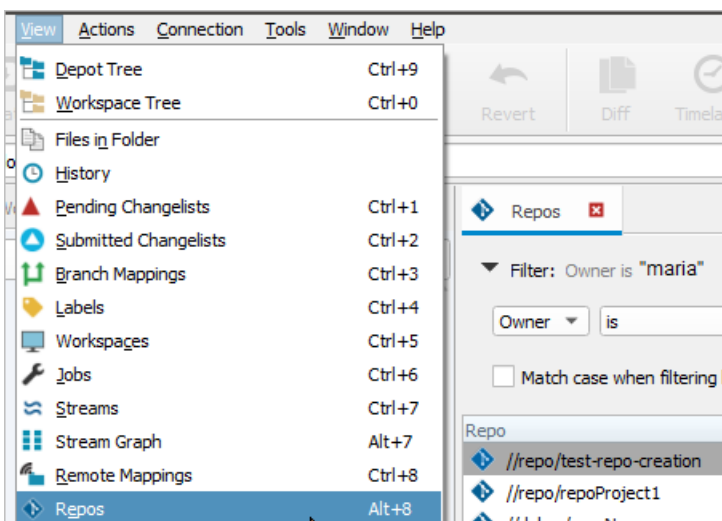 View Actions Connection Tools Window Help
Depot Tree Ctrl+9
Workspace Tree Ctrl+0
Files in Folder
History
Pending Changelists Ctrl+1
Submitted Changelists Ctrl+2
Branch Mappings Ctrl+3
Labels Ctrl+4
Workspaces Ctrl+5
Jobs Ctrl+6
Streams Ctrl+7
Stream Graph Alt+7
Remote Mappings Ctrl+8
Repos Alt+8
Revert Diff
Repos
Filter: Owner is "maria"
Owner is
Match case when filtering
Repo
//repo/test-repo-creation
//repo/repoProject1